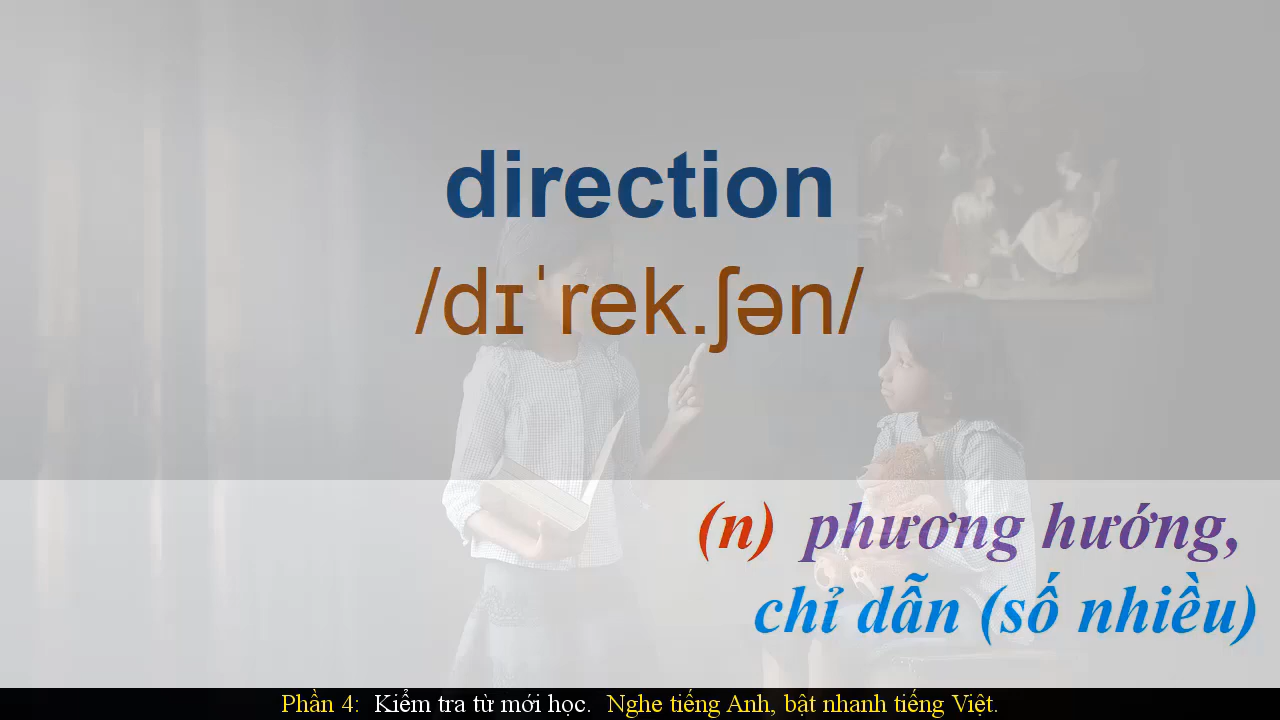 direction
/dɪˈrek.ʃən/
(n) phương hướng,
chỉ dẫn (số nhiều)
Phần 4: Kiểm tra từ mới học. Nghe tiếng Anh, bật nhanh tiếng Việt.